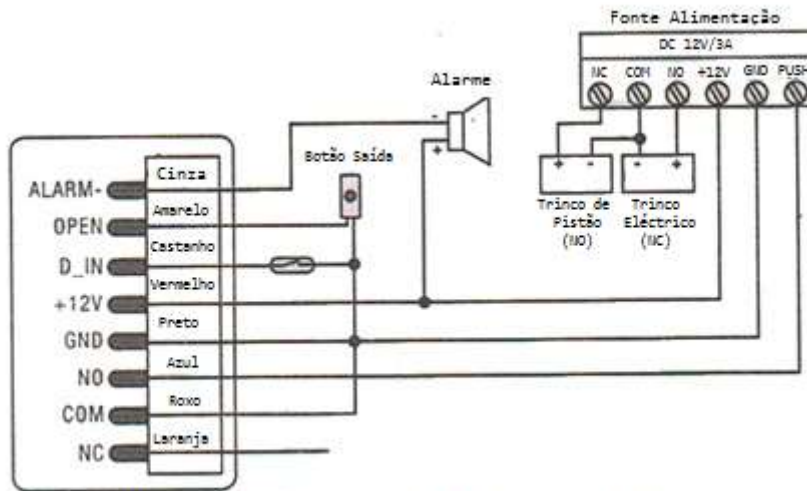 Fonte Alimentação
DC 12V/3A
NC COM NO +12V GND PUSH
Alarme
-
+
Botão Saída
+ -
- +
Trinco de
Pistão
(NO)
Trinco
Eléctrico
(NC)
ALARM-
Cinza
OPEN
Amarelo
D_IN
Castanho
+12V
Vermelho
GND
Preto
NO
Azul
COM
Roxo
NC
Laranja